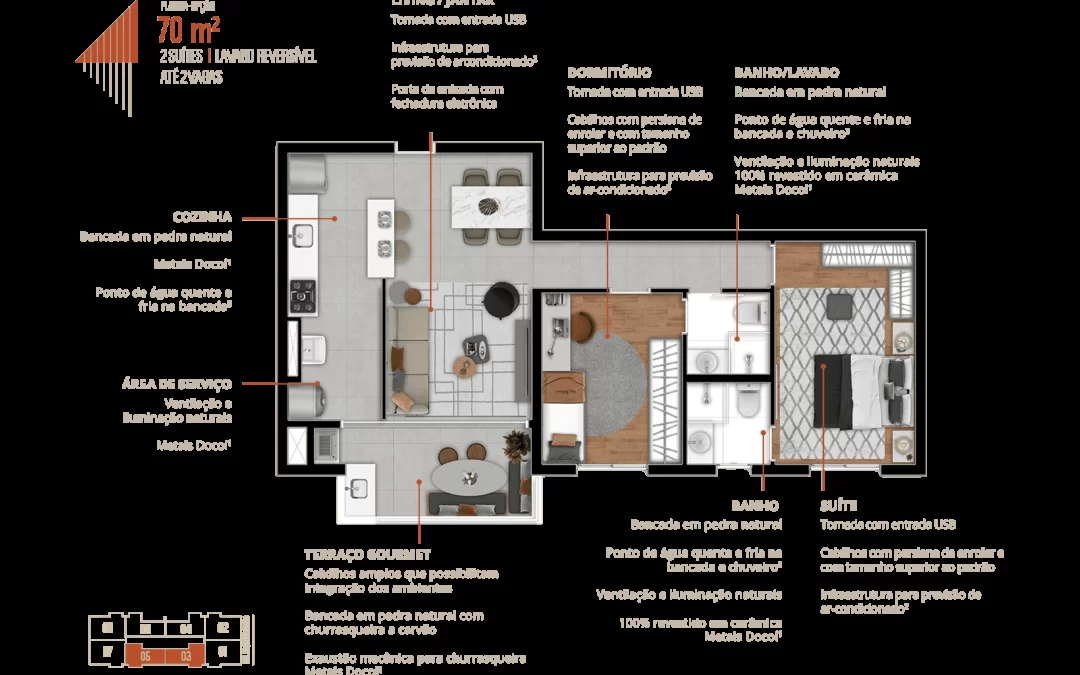 PLANTA-OPÇÃO
70 m²
2 SUÍTES | LAVABO REVERSÍVEL
ATÉ 2 VAGAS
Tomada com entrada USB
Infraestrutura para
previsão de ar-condicionado²
Porta de entrada com
fechadura eletrônica
DORMITÓRIO
Tomada com entrada USB
Caixilhos com persiana de
enrolar e com tamanho
superior ao padrão
Infraestrutura para previsão
de ar-condicionado²
BANHO/LAVABO
Bancada em pedra natural
Ponto de água quente e fria na
bancada e chuveiro³
Ventilação e iluminação naturais
100% revestido em cerâmica
Metais Docol¹
COZINHA
Bancada em pedra natural
Metais Docol¹
Ponto de água quente e
fria na bancada³
ÁREA DE SERVIÇO
Ventilação e
iluminação naturais
Metais Docol¹
TERRAÇO GOURMET
Caixilhos amplos que possibilitam
integração dos ambientes
Bancada em pedra natural com
churrasqueira a carvão
Exaustão mecânica para churrasqueira
Metais Docol¹
BANHO
Bancada em pedra natural
Ponto de água quente e fria na
bancada e chuveiro³
Ventilação e iluminação naturais
100% revestido em cerâmica
Metais Docol¹
SUÍTE
Tomada com entrada USB
Caixilhos com persiana de enrolar e
com tamanho superior ao padrão
Infraestrutura para previsão de
ar-condicionado²
04
02
07
05
03
01